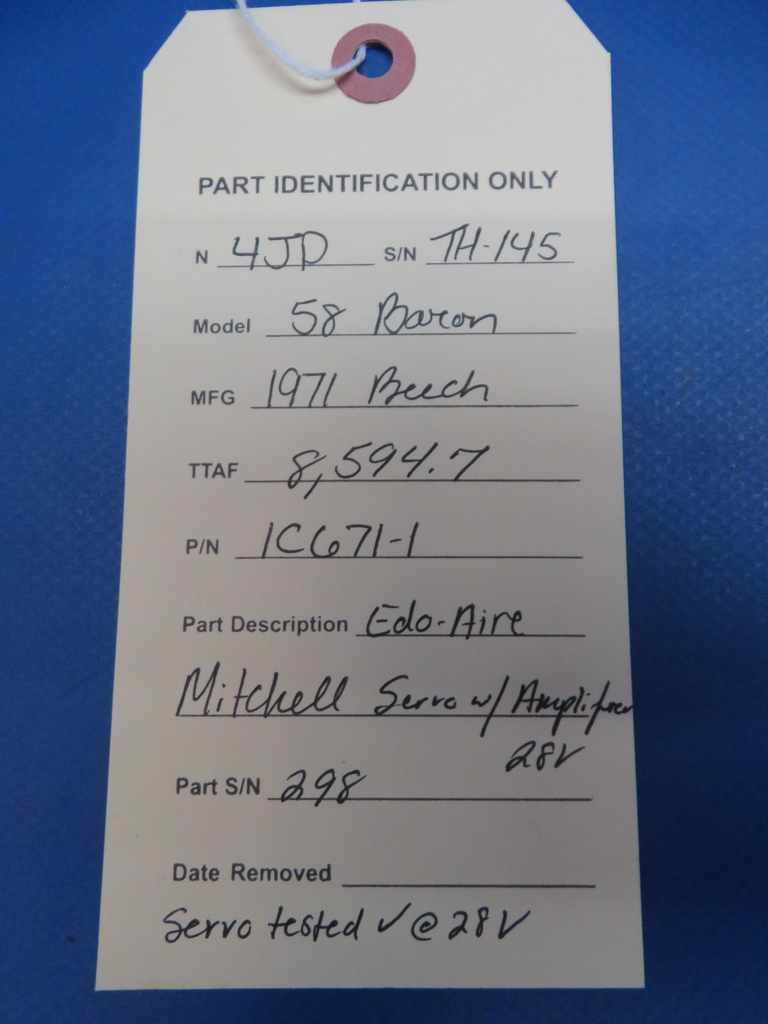 PART IDENTIFICATION ONLY
N 4JD S/N TH-145
Model 58 Baron
MFG 1971 Beech
TTAF 8,594.7
P/N 1C671-1
Part Description Edo-Aire
Mitchell Servo w/ Amplifier
28V
Part S/N 298
Date Removed
Servo tested ✓ @ 28V